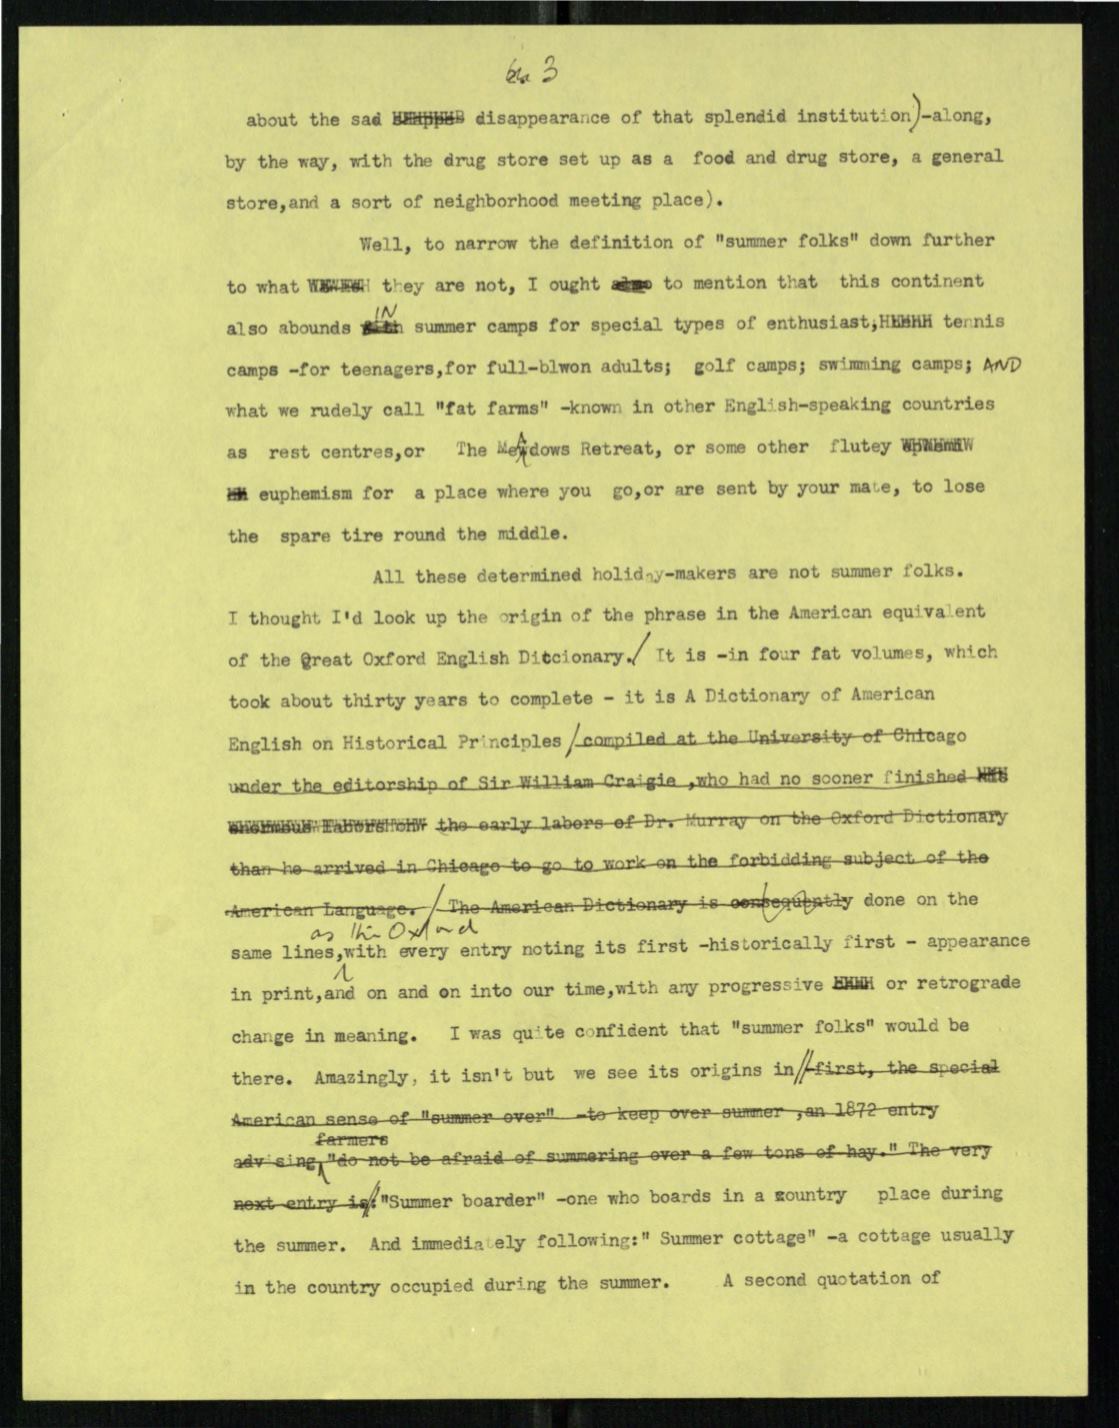 3
about the sad disappearance of that splendid institution)-along,
by the way, with the drug store set up as a food and drug store, a general
store,and a sort of neighborhood meeting place).
Well, to narrow the definition of "summer folks" down further
to what they are not, I ought to mention that this continent
IN
also abounds summer camps for special types of enthusiast, tennis
camps -for teenagers,for full-blwon adults; golf camps; swimming camps; AND
what we rudely call "fat farms" -known in other English-speaking countries
as rest centres,or The Meadows Retreat, or some other flutey
euphemism for a place where you go,or are sent by your mate, to lose
the spare tire round the middle.
All these determined holiday-makers are not summer folks.
I thought I'd look up the origin of the phrase in the American equivalent
of the Great Oxford English Ditcionary./ It is -in four fat volumes, which
took about thirty years to complete - it is A Dictionary of American
English on Historical Principles / compiled at the University of Chicago
under the editorship of Sir William Craigie ,who had no sooner finished
the early labors of Dr. Murray on the Oxford Dictionary
than he arrived in Chicago to go to work on the forbidding subject of the
American Language. / The American Dictionary is consequently done on the
as the Oxford
same lines,with every entry noting its first -historically first - appearance
in print,and on and on into our time,with any progressive or retrograde
change in meaning. I was quite confident that "summer folks" would be
there. Amazingly, it isn't but we see its origins in//-first, the special
American sense of "summer over" -to keep over summer ,an 1872 entry
farmers
advising "do not be afraid of summering over a few tons of hay." The very
next entry is: "Summer boarder" -one who boards in a country place during
the summer. And immediately following:" Summer cottage" -a cottage usually
in the country occupied during the summer. A second quotation of